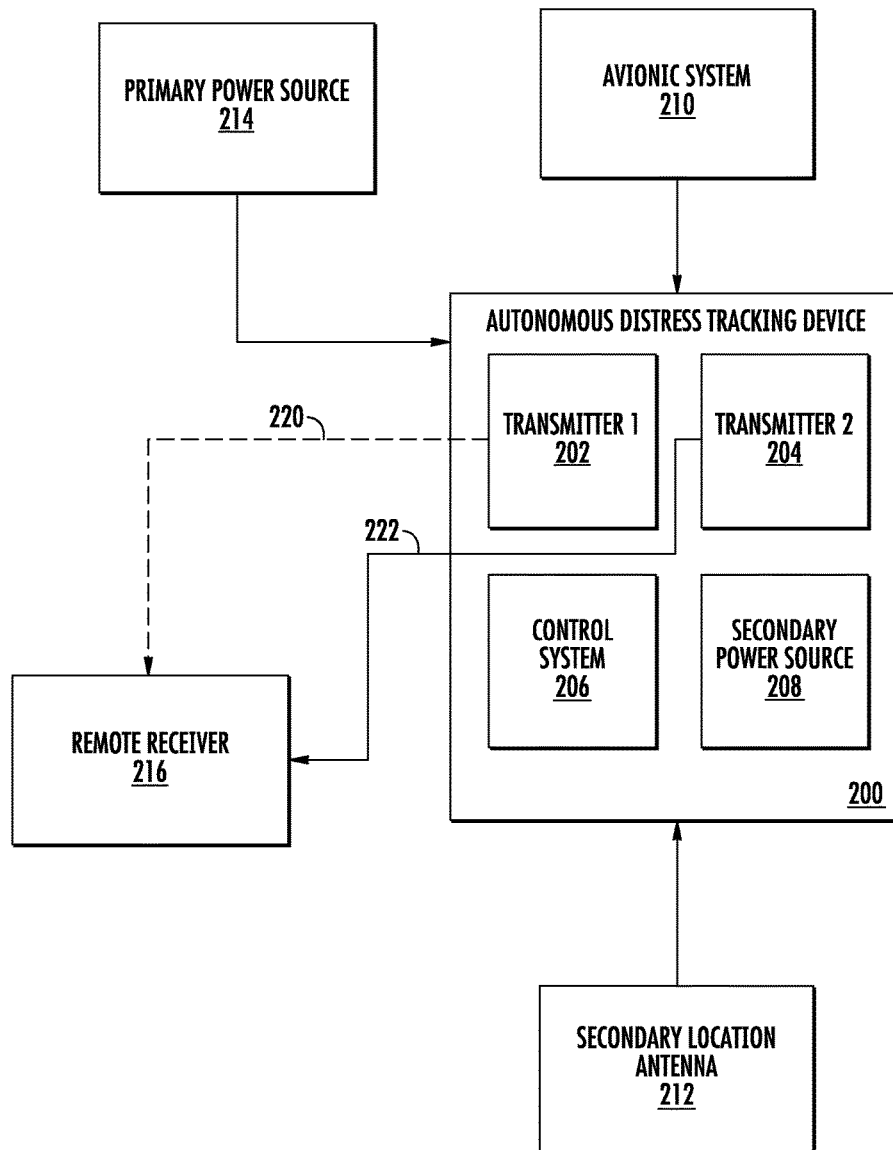 PRIMARY POWER SOURCE
214
AVIONIC SYSTEM
210
AUTONOMOUS DISTRESS TRACKING DEVICE
TRANSMITTER 1
202
TRANSMITTER 2
204
220
222
CONTROL
SYSTEM
206
SECONDARY
POWER SOURCE
208
REMOTE RECEIVER
216
200
SECONDARY LOCATION
ANTENNA
212